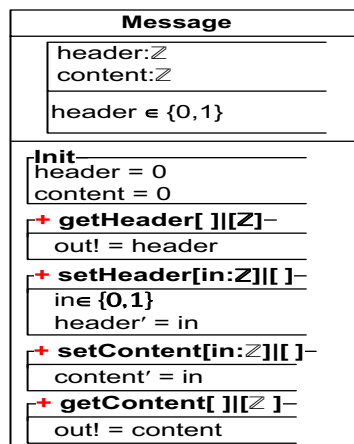 Message
header:ℤ
content:ℤ
header ∈ {0,1}
Init
header = 0
content = 0
+ getHeader[ ]|[ℤ]
out! = header
+ setHeader[in:ℤ]|[ ]
in∈ {0,1}
header′ = in
+ setContent[in:ℤ]|[ ]
content′ = in
+ getContent[ ]|[ℤ ]
out! = content